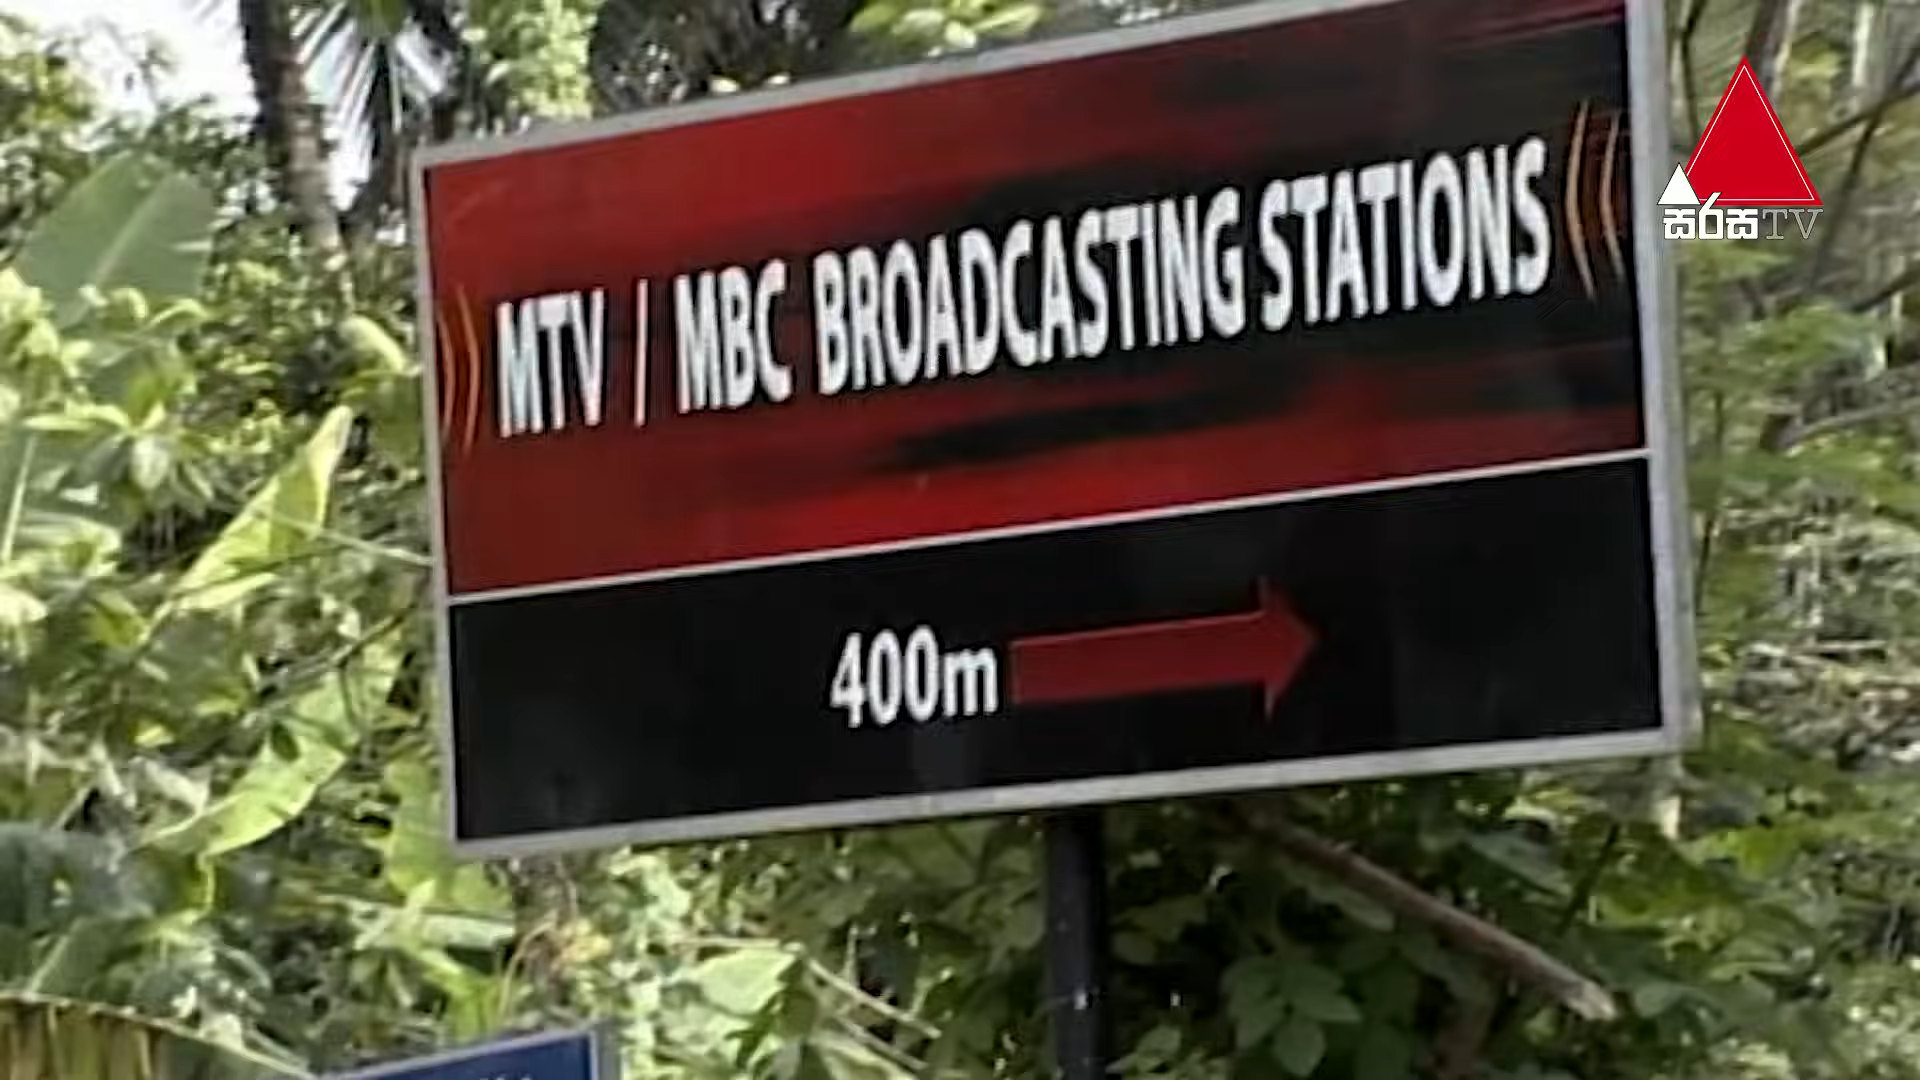 MTV / MBC BROADCASTING STATIONS
400m
සිරස TV